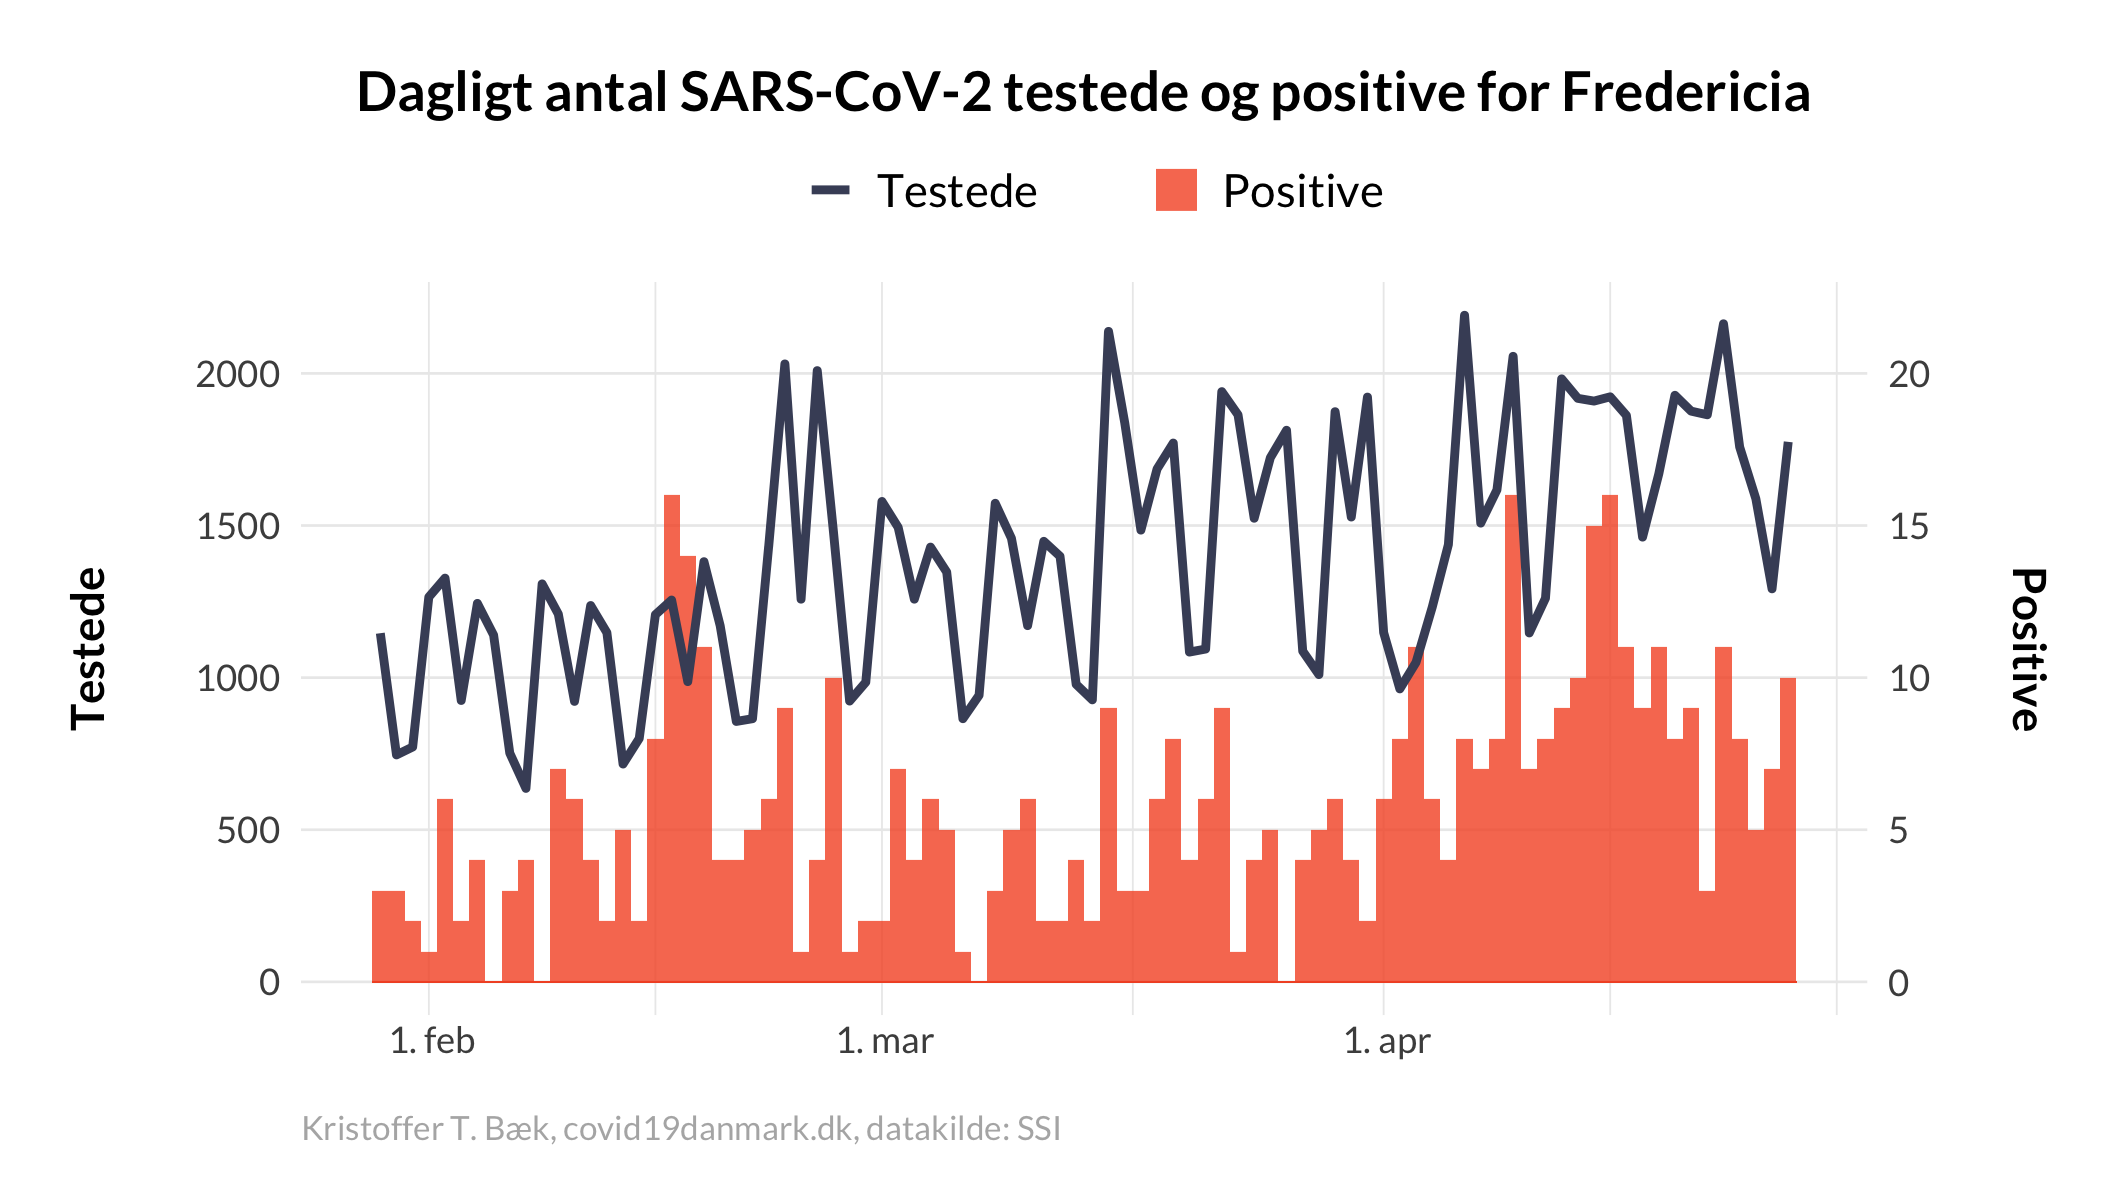 Dagligt antal SARS-CoV-2 testede og positive for Fredericia
Testede
Positive
2000
1500
1000
500
0
20
15
10
5
0
Testede
Positive
1. feb
1. mar
1. apr
Kristoffer T. Bæk, covid19danmark.dk, datakilde: SSI